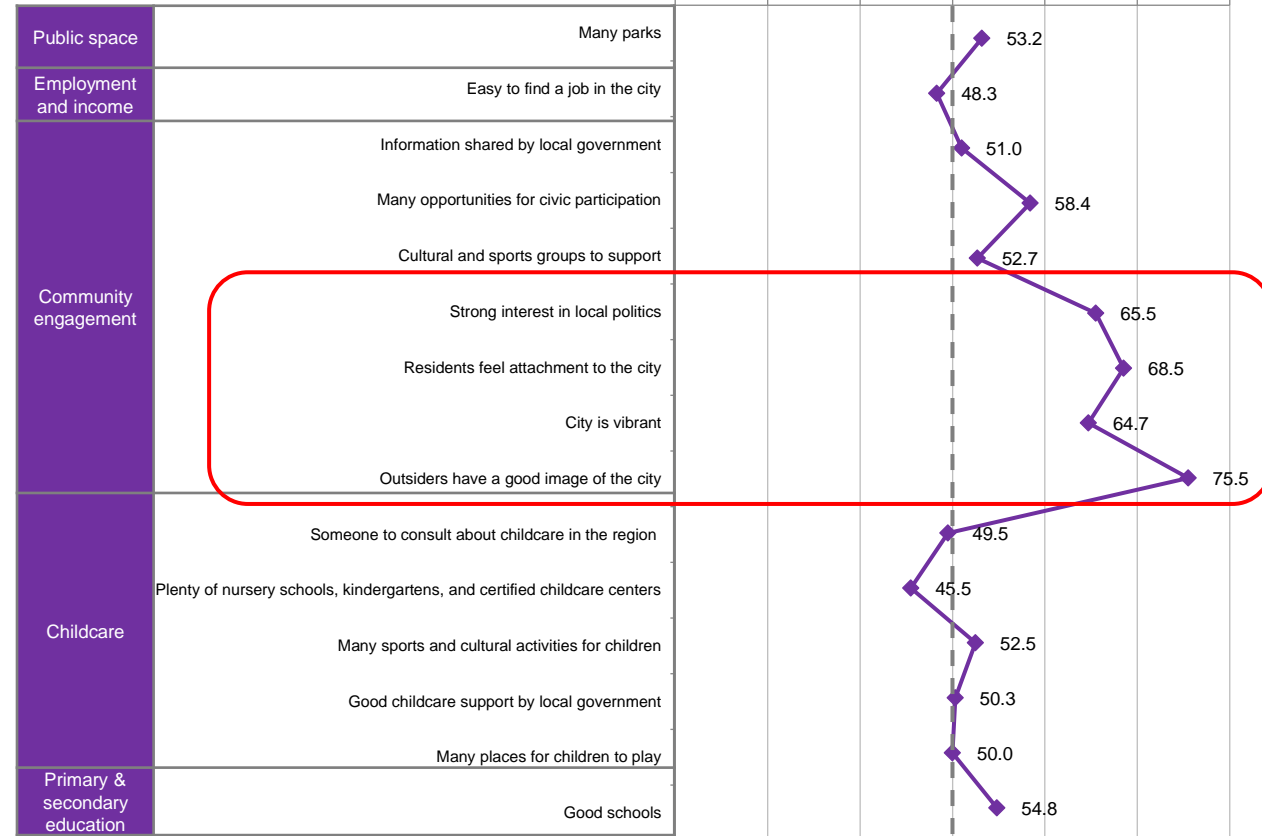 Public space
Many parks
53.2
Employment
and income
Easy to find a job in the city
48.3
Community
engagement
Information shared by local government
51.0
Many opportunities for civic participation
58.4
Cultural and sports groups to support
52.7
Strong interest in local politics
65.5
Residents feel attachment to the city
68.5
City is vibrant
64.7
Outsiders have a good image of the city
75.5
Childcare
Someone to consult about childcare in the region
49.5
Plenty of nursery schools, kindergartens, and certified childcare centers
45.5
Many sports and cultural activities for children
52.5
Good childcare support by local government
50.3
Many places for children to play
50.0
Primary &
secondary
education
Good schools
54.8